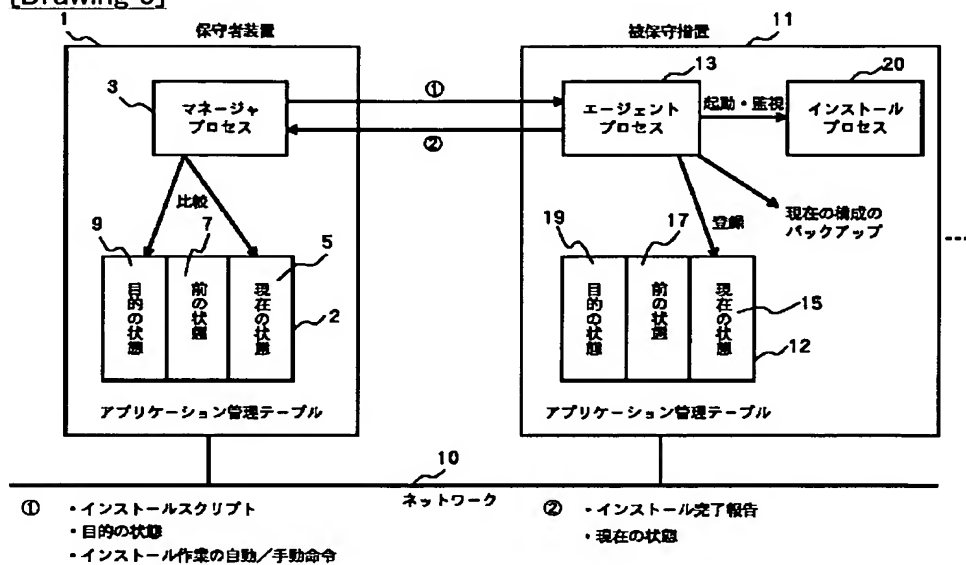 [Drawing 3]
1
保守者装置
被保守措置
11
3
マネージャ
プロセス
①
②
13
エージェント
プロセス
起動・監視
20
インストール
プロセス
比較
登録
現在の構成の
バックアップ
9
7
5
目的の状態
前の状態
現在の状態
2
19
17
15
目的の状態
前の状態
現在の状態
12
アプリケーション管理テーブル
アプリケーション管理テーブル
10
ネットワーク
① ・インストールスクリプト
・目的の状態
・インストール作業の自動／手動命令
② ・インストール完了報告
・現在の状態